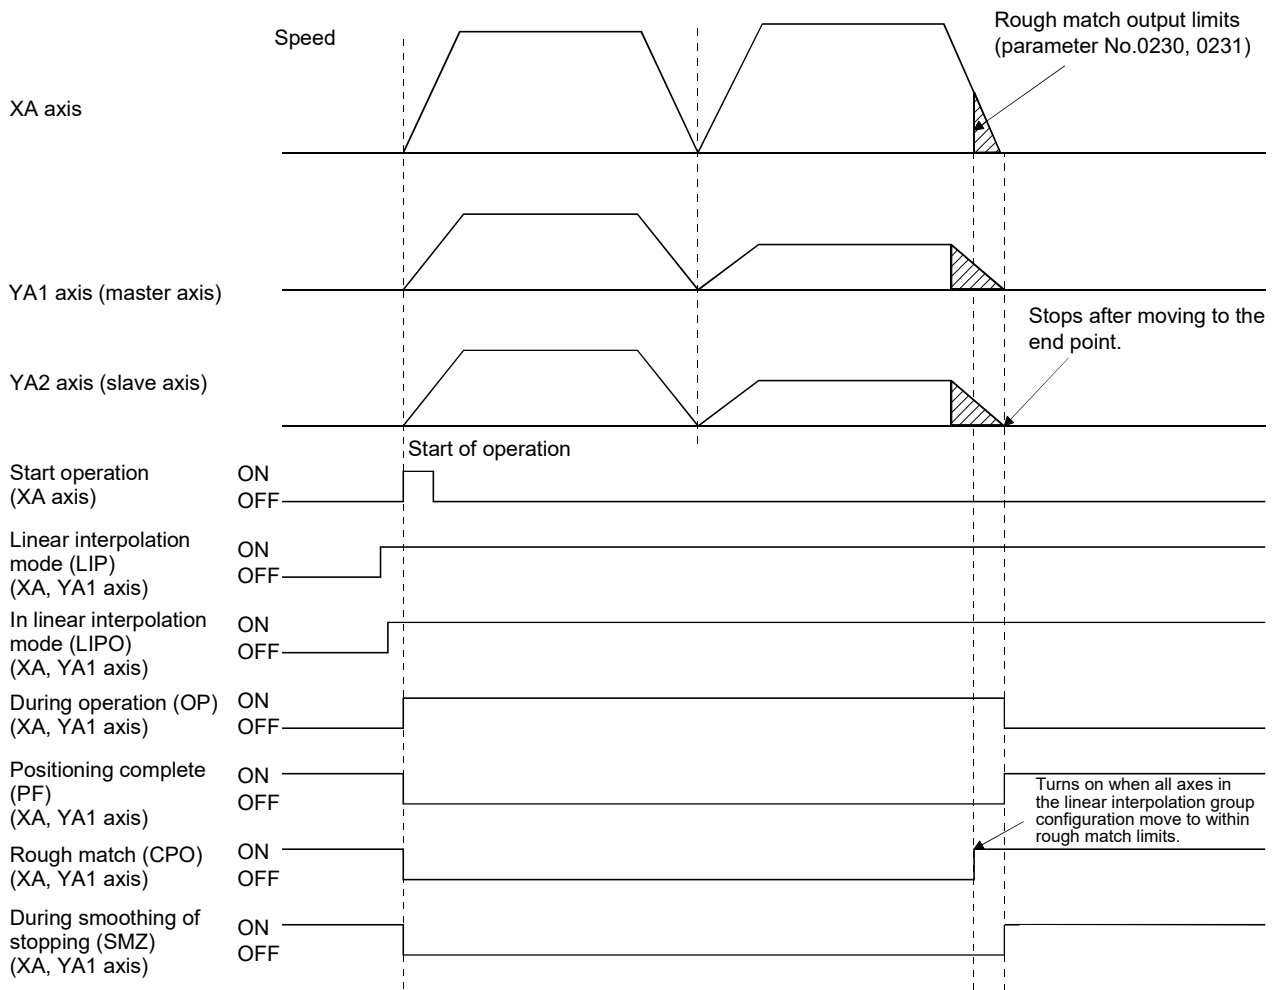 Speed
Rough match output limits
(parameter No.0230, 0231)
XA axis
YA1 axis (master axis)
Stops after moving to the
end point.
YA2 axis (slave axis)
Start of operation
Start operation
(XA axis)
ON
OFF
Linear interpolation
mode (LIP)
(XA, YA1 axis)
ON
OFF
In linear interpolation
mode (LIPO)
(XA, YA1 axis)
ON
OFF
During operation (OP)
(XA, YA1 axis)
ON
OFF
Positioning complete
(PF)
(XA, YA1 axis)
ON
OFF
Turns on when all axes in
the linear interpolation group
configuration move to within
rough match limits.
Rough match (CPO)
(XA, YA1 axis)
ON
OFF
During smoothing of
stopping (SMZ)
(XA, YA1 axis)
ON
OFF